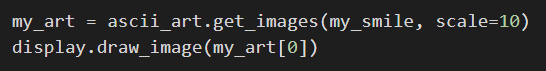 my_art = ascii_art.get_images(my_smile, scale=10)
display.draw_image(my_art[0])